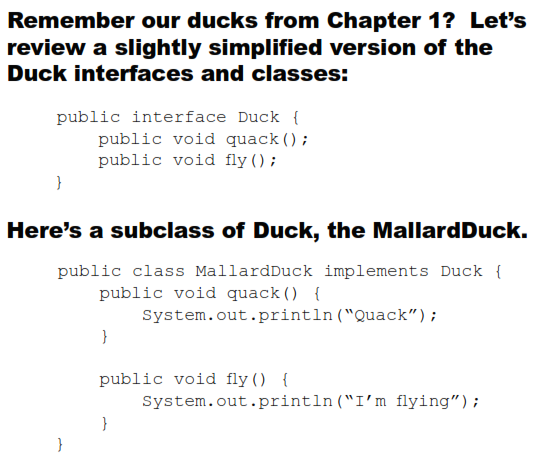 Remember our ducks from Chapter 1?  Let’s
review a slightly simplified version of the
Duck interfaces and classes:
public interface Duck {
    public void quack();
    public void fly();
}
Here’s a subclass of Duck, the MallardDuck.
public class MallardDuck implements Duck {
    public void quack() {
        System.out.println(“Quack”);
    }
    public void fly() {
        System.out.println(“I’m flying”);
    }
}